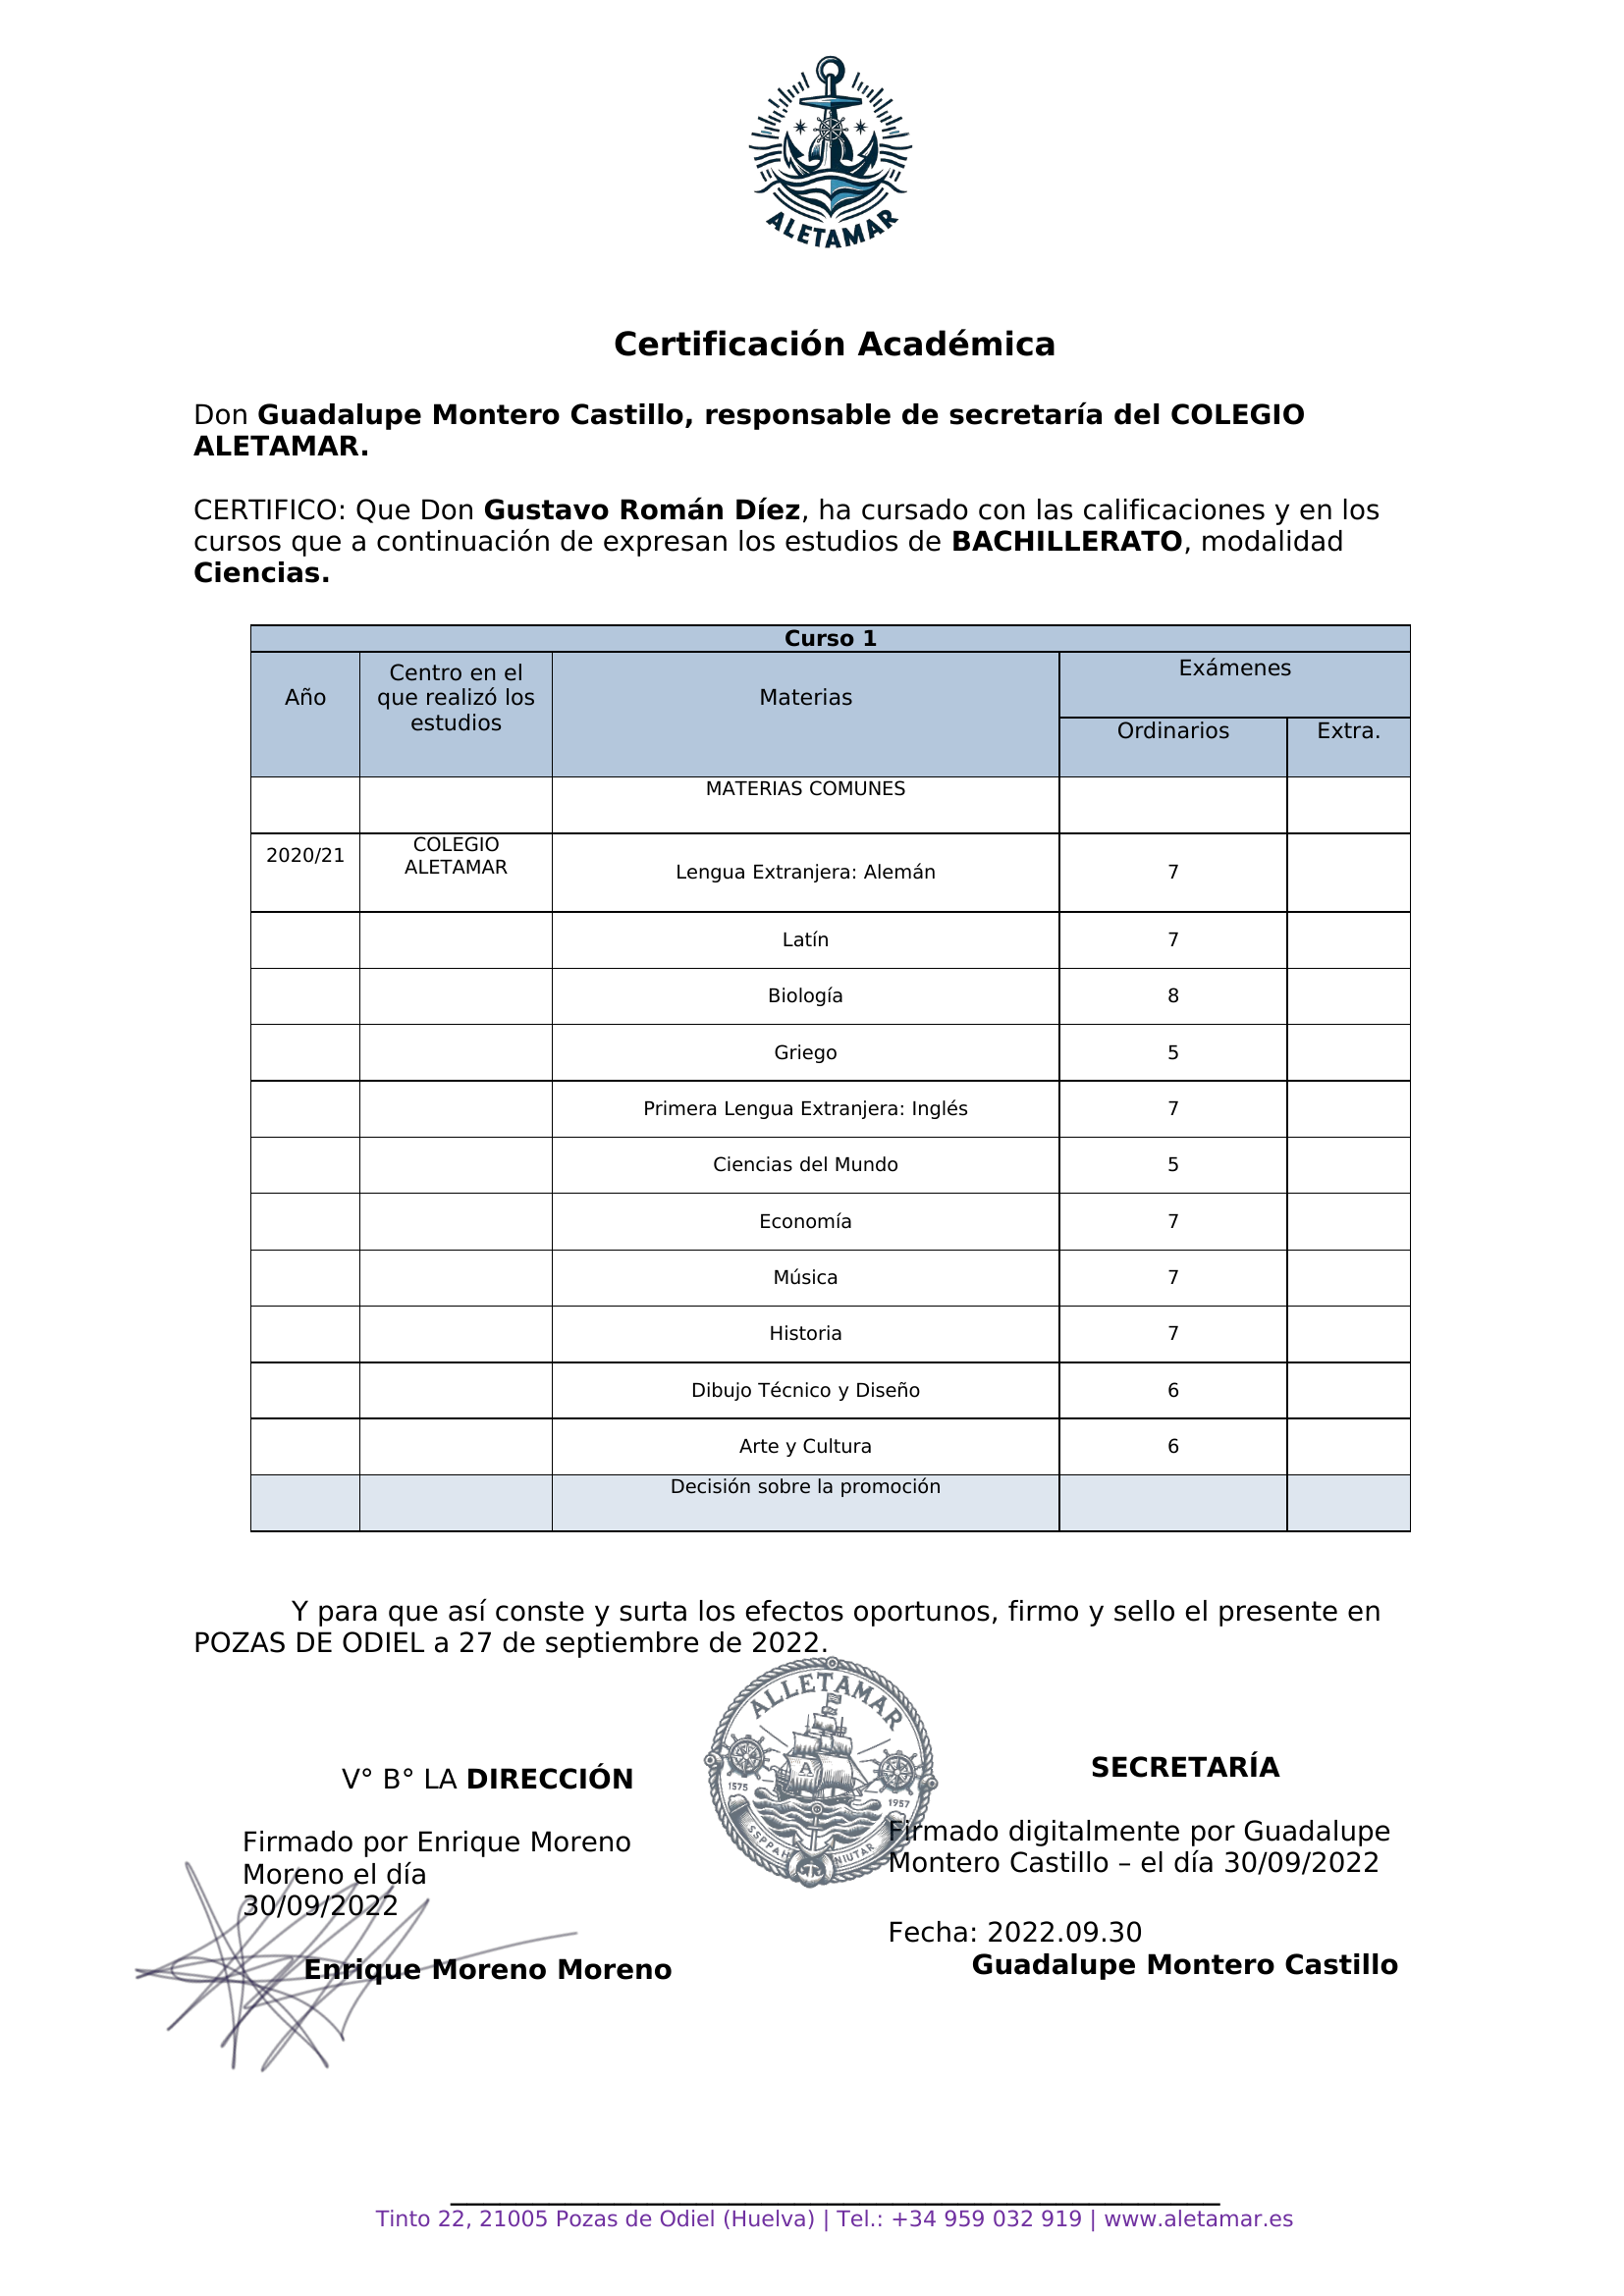 ALETAMAR
Certificación Académica
Don Guadalupe Montero Castillo, responsable de secretaría del COLEGIO
ALETAMAR.
CERTIFICO: Que Don Gustavo Román Díez, ha cursado con las calificaciones y en los
cursos que a continuación de expresan los estudios de BACHILLERATO, modalidad
Ciencias.
Curso 1
Año
Centro en el
que realizó los
estudios
Materias
Exámenes
Ordinarios
Extra.
MATERIAS COMUNES
2020/21
COLEGIO
ALETAMAR
Lengua Extranjera: Alemán 7
Latín 7
Biología 8
Griego 5
Primera Lengua Extranjera: Inglés 7
Ciencias del Mundo 5
Economía 7
Música 7
Historia 7
Dibujo Técnico y Diseño 6
Arte y Cultura 6
Decisión sobre la promoción
Y para que así conste y surta los efectos oportunos, firmo y sello el presente en
POZAS DE ODIEL a 27 de septiembre de 2022.
ALLETAMAR
A
1575
1957
SSPPAH
NIUTAR
V° B° LA DIRECCIÓN
Firmado por Enrique Moreno
Moreno el día
30/09/2022
Enrique Moreno Moreno
SECRETARÍA
Firmado digitalmente por Guadalupe
Montero Castillo – el día 30/09/2022
Fecha: 2022.09.30
Guadalupe Montero Castillo
Tinto 22, 21005 Pozas de Odiel (Huelva) | Tel.: +34 959 032 919 | www.aletamar.es